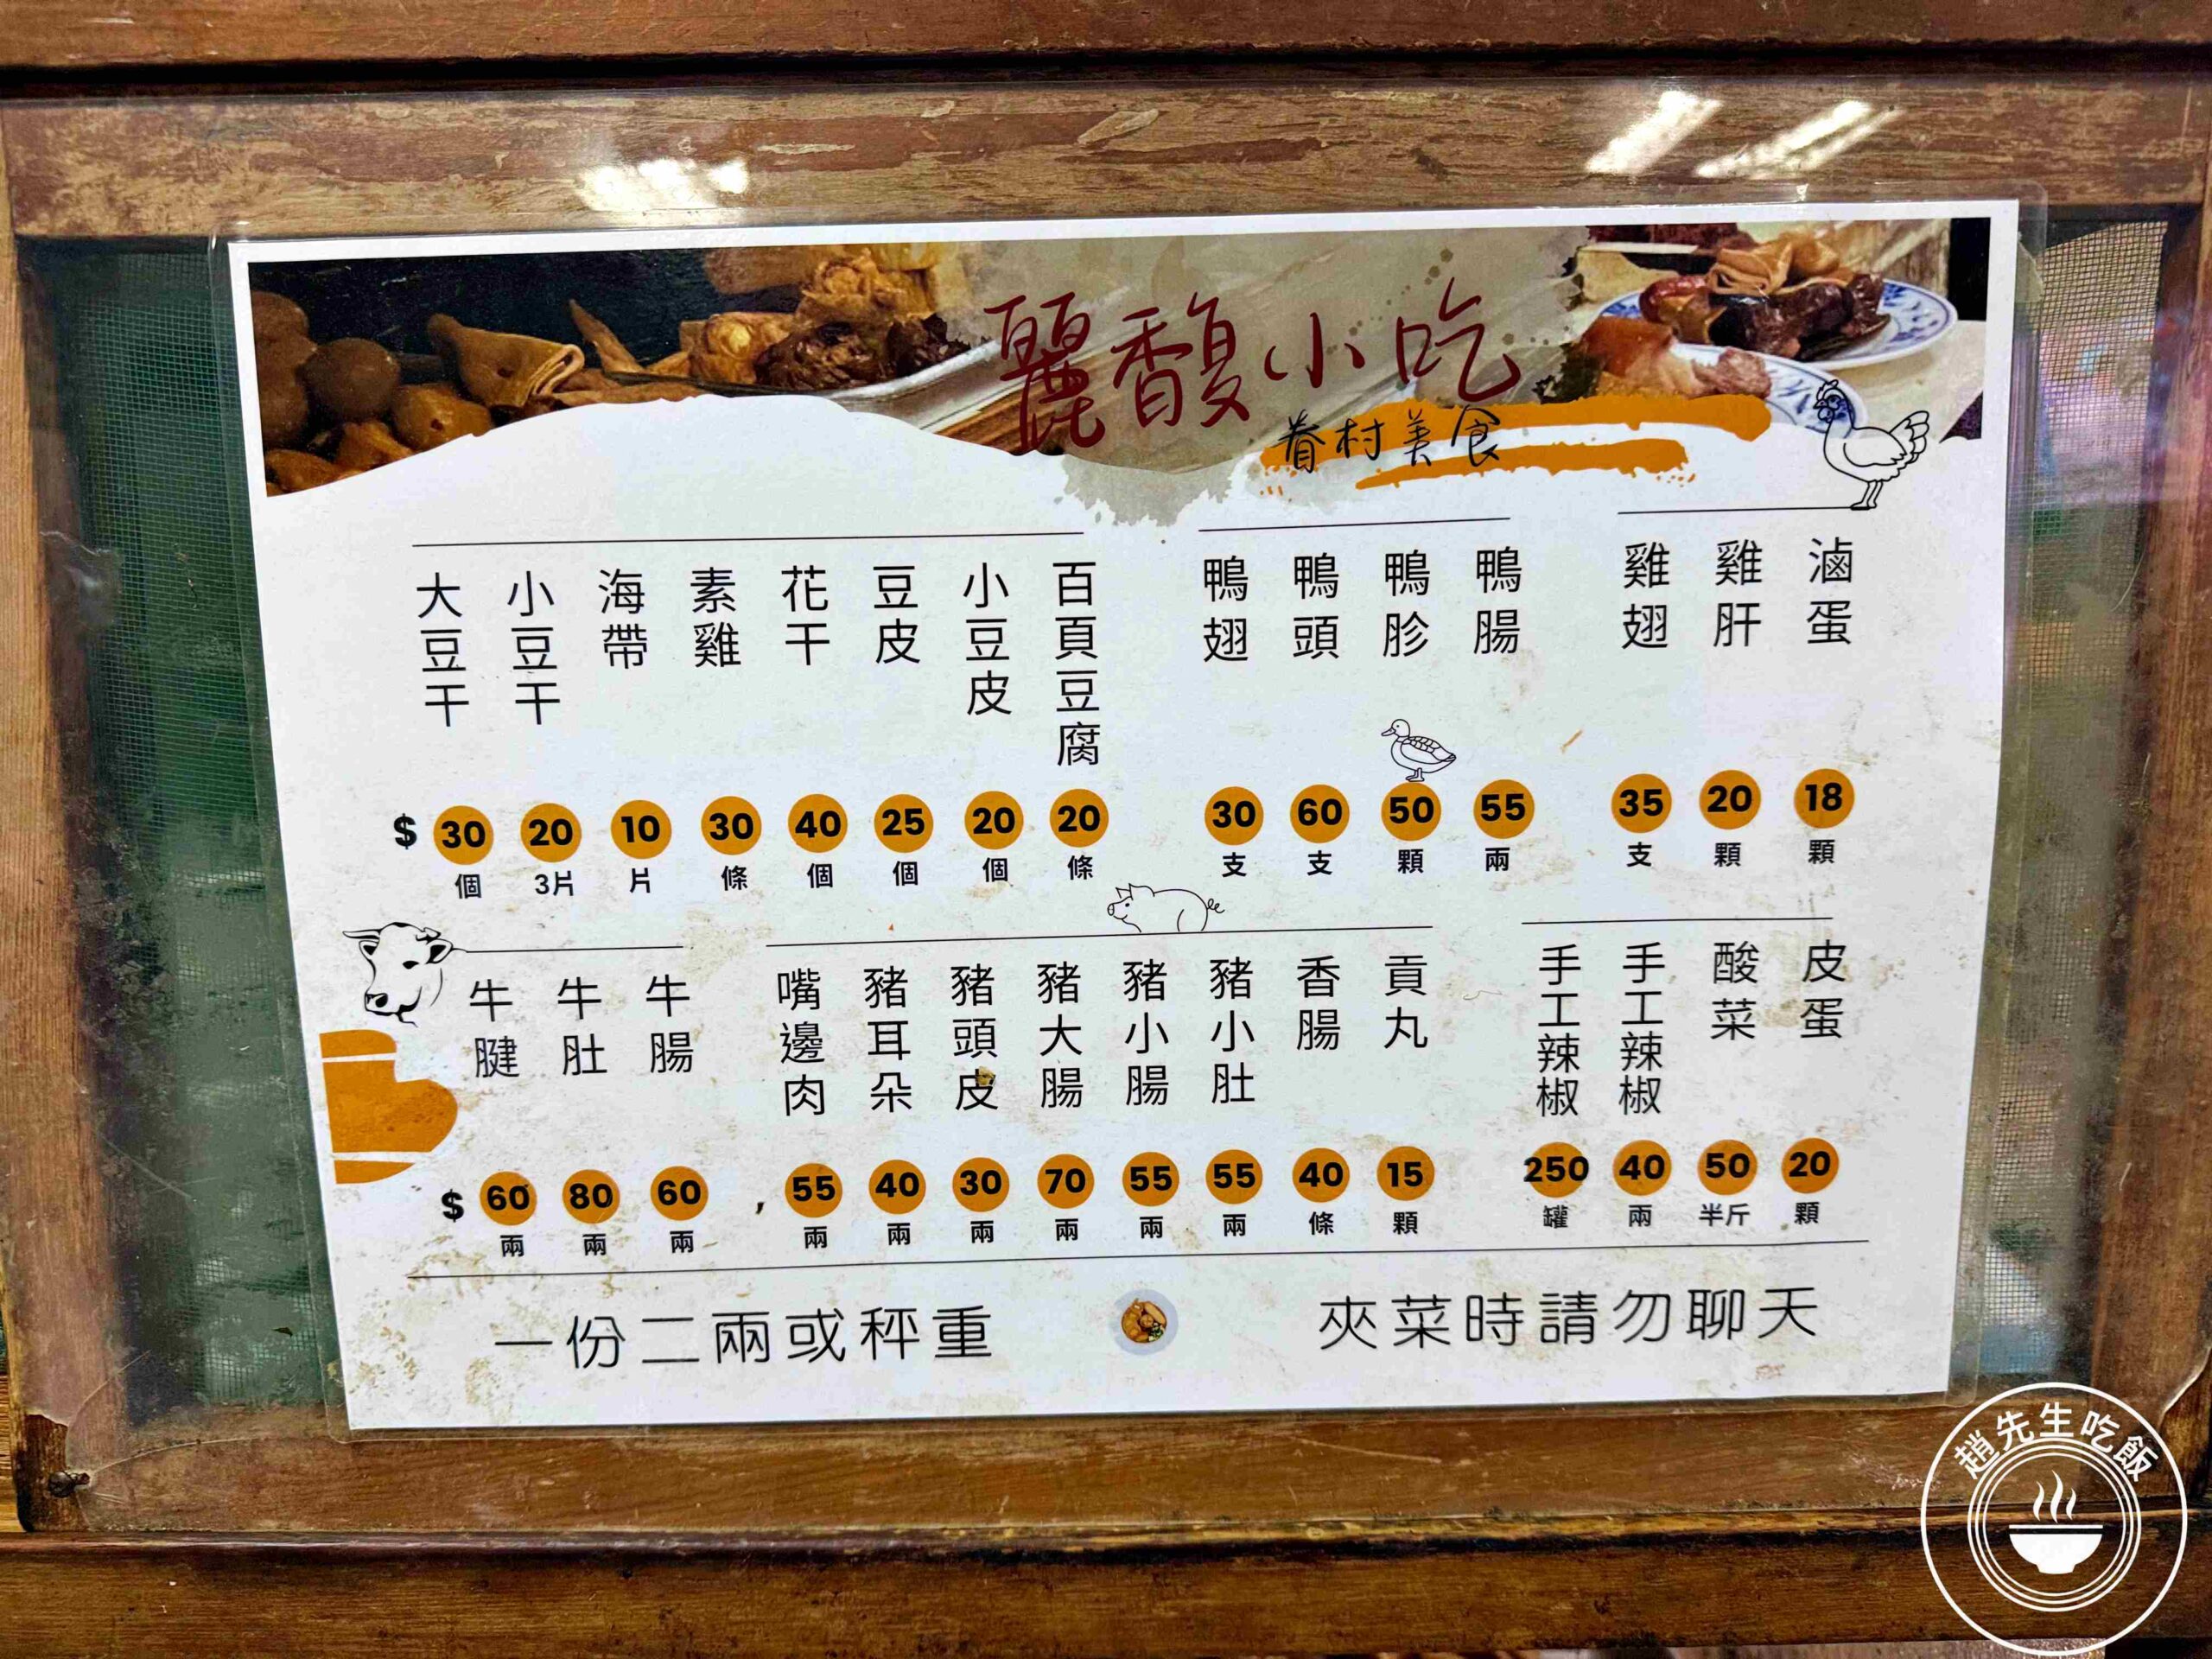 麗馥小吃
眷村美食
大豆干
小豆干
海帶
素雞
花干
豆皮
小豆皮
百頁豆腐
鴨翅
鴨頭
鴨胗
鴨腸
雞翅
雞肝
滷蛋
$ 30 20 10 30 40 25 20 20 30 60 50 55 35 20 18
個 3片 片 條 個 個 個 條 支 支 顆 兩 支 顆 顆
牛腱
牛肚
牛腸
嘴邊肉
豬耳朵
豬頭皮
豬大腸
豬小腸
豬小肚
香腸
貢丸
手工辣椒
手工辣椒
酸菜
皮蛋
$ 60 80 60 , 55 40 30 70 55 55 40 15 250 40 50 20
兩 兩 兩 兩 兩 兩 兩 兩 兩 條 顆 罐 兩 半斤 顆
一份二兩或秤重 夾菜時請勿聊天
趙先生吃飯